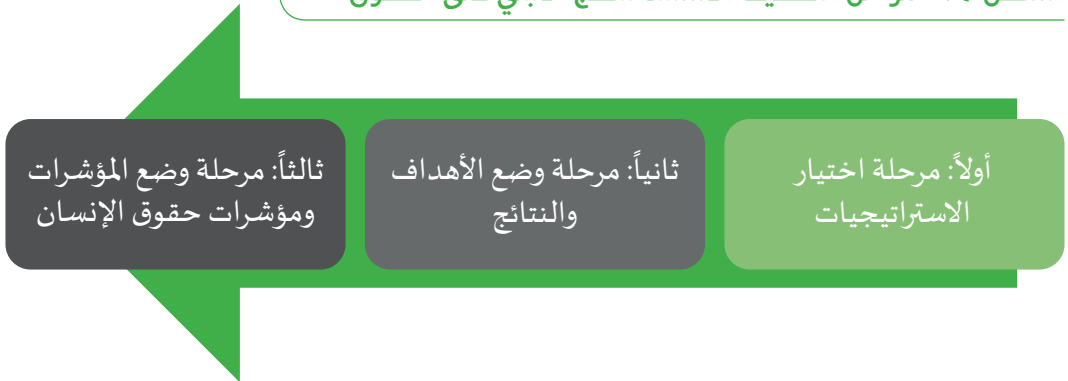 أولاً: مرحلة اختيار
الاستراتيجيات
ثانياً: مرحلة وضع الأهداف
والنتائج
ثالثاً: مرحلة وضع المؤشرات
ومؤشرات حقوق الإنسان